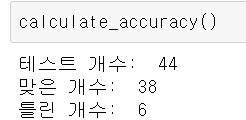 calculate_accuracy()
테스트 개수:  44
맞은 개수:  38
틀린 개수:  6